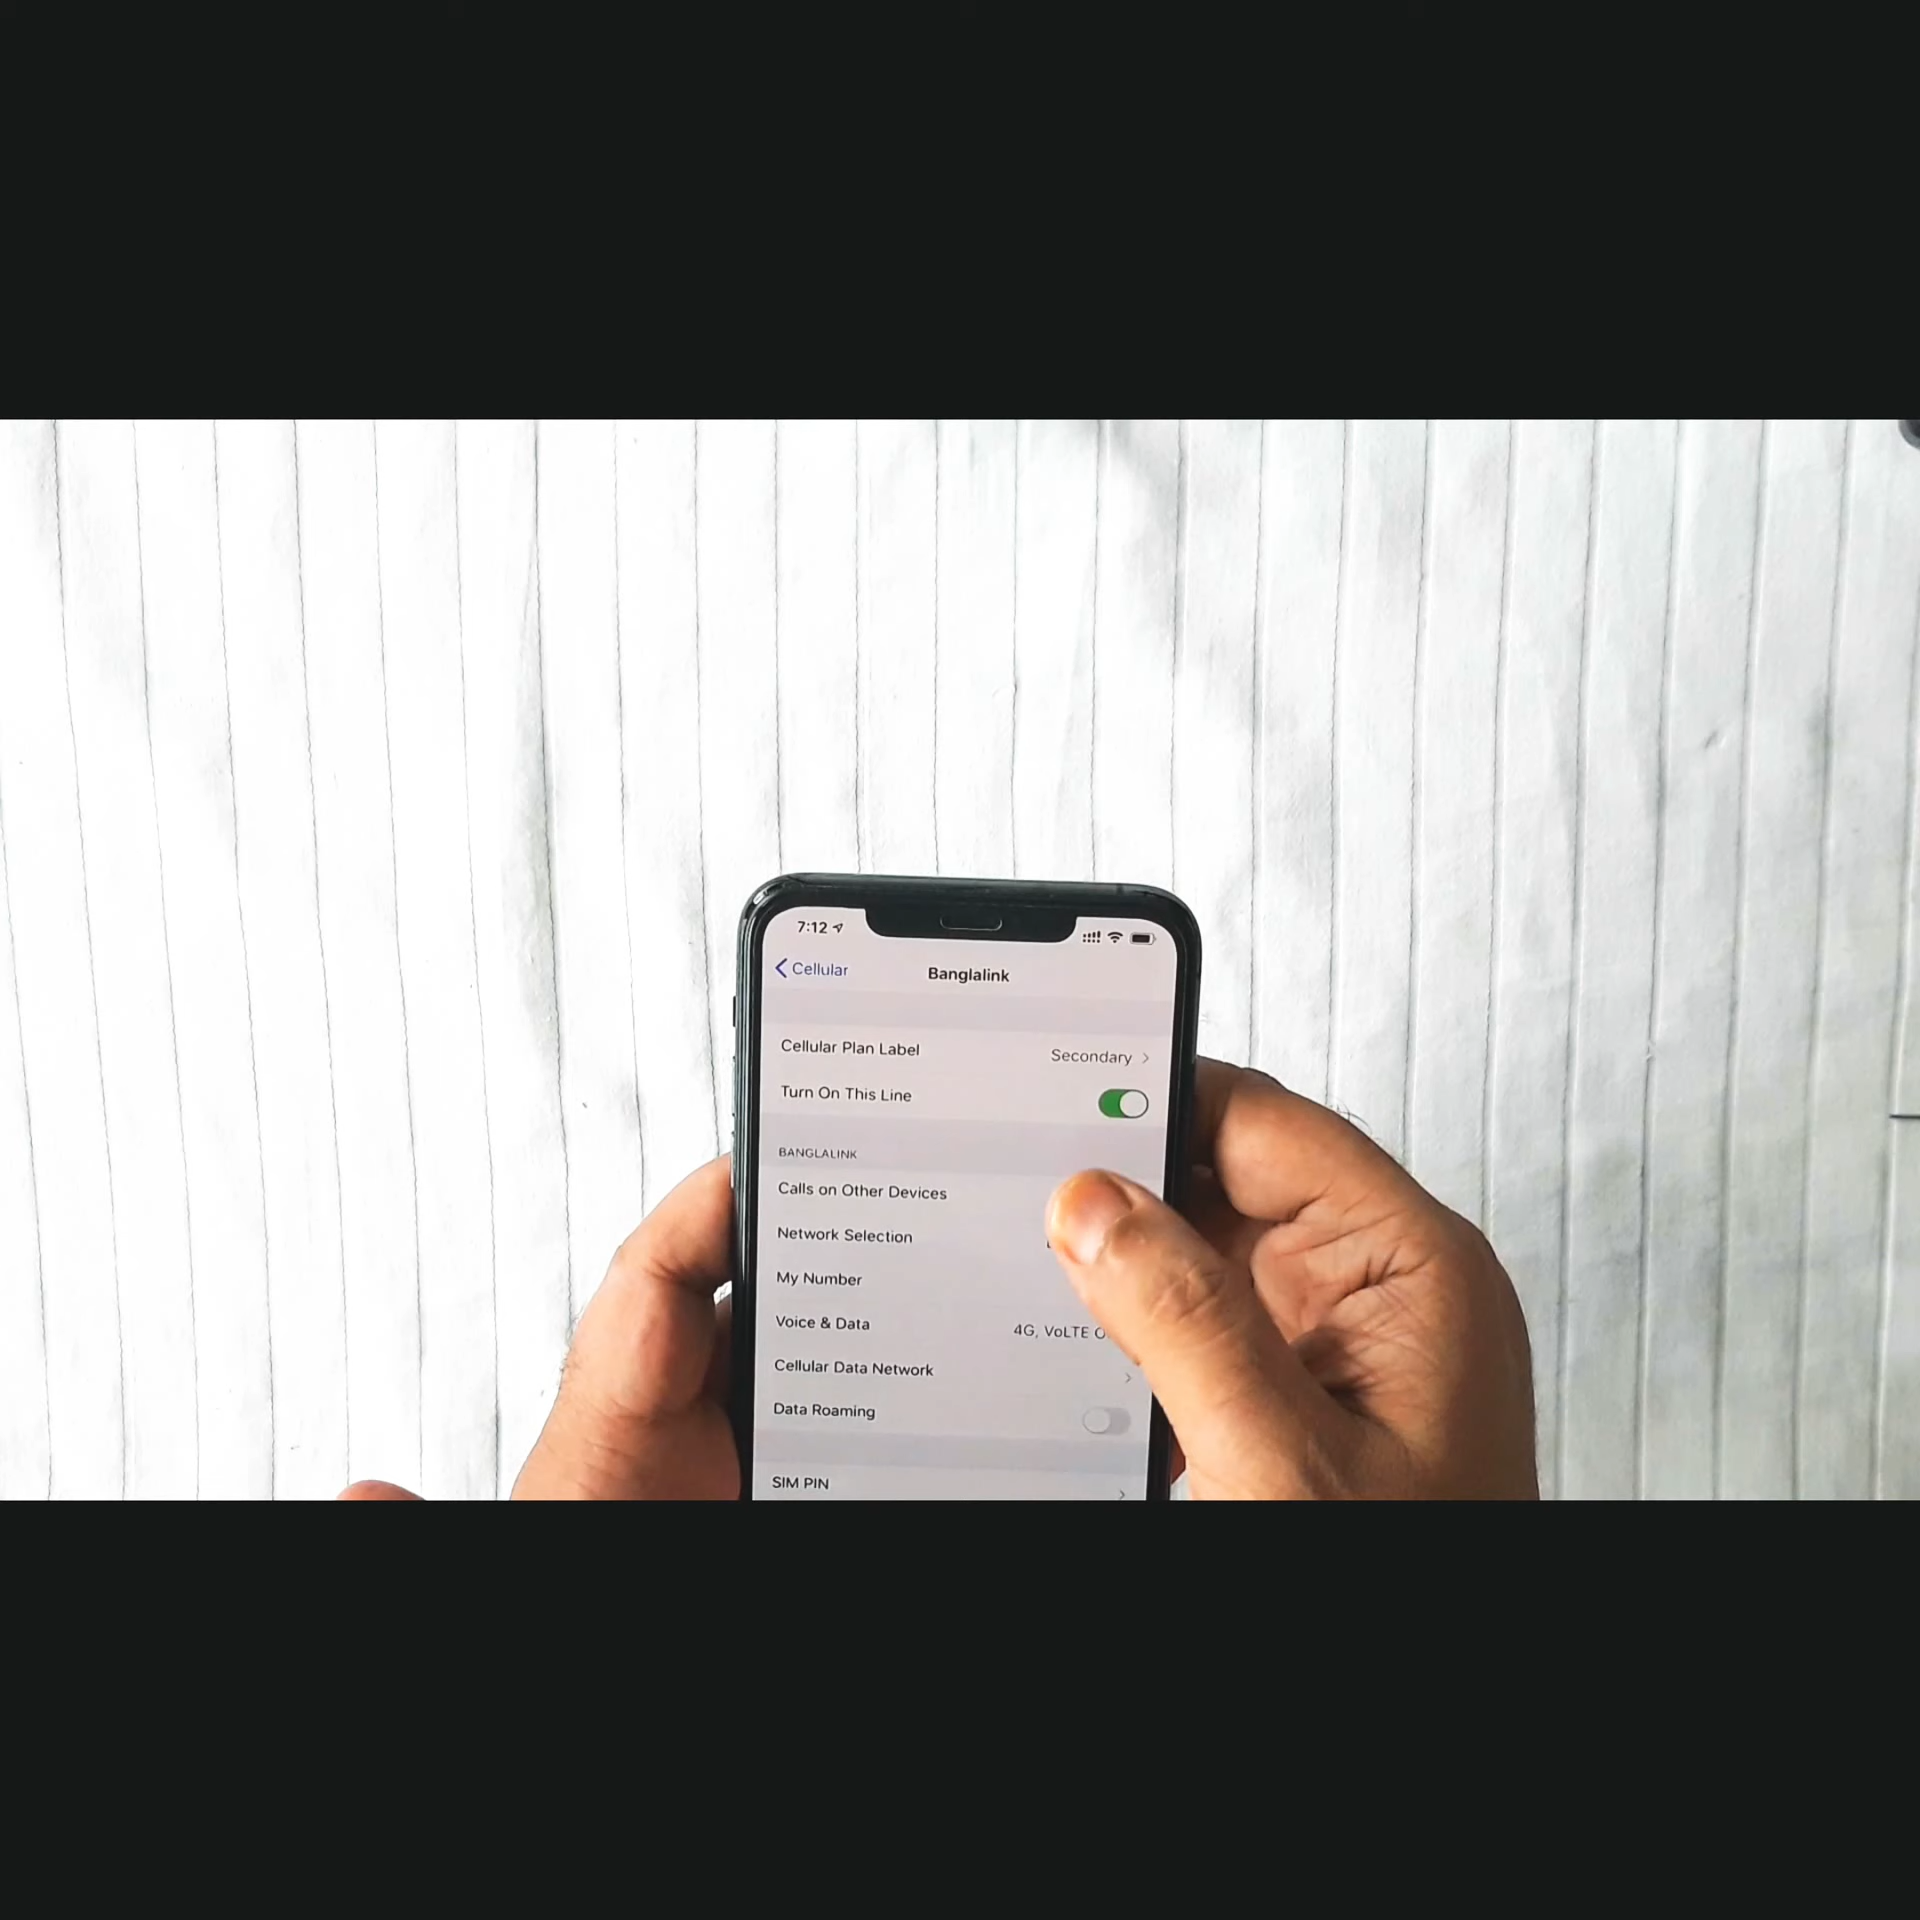 7:12
Cellular
Banglalink
Cellular Plan Label
Secondary
Turn On This Line
BANGLALINK
Calls on Other Devices
Network Selection
My Number
Voice & Data
4G, VoLTE
Cellular Data Network
Data Roaming
SIM PIN